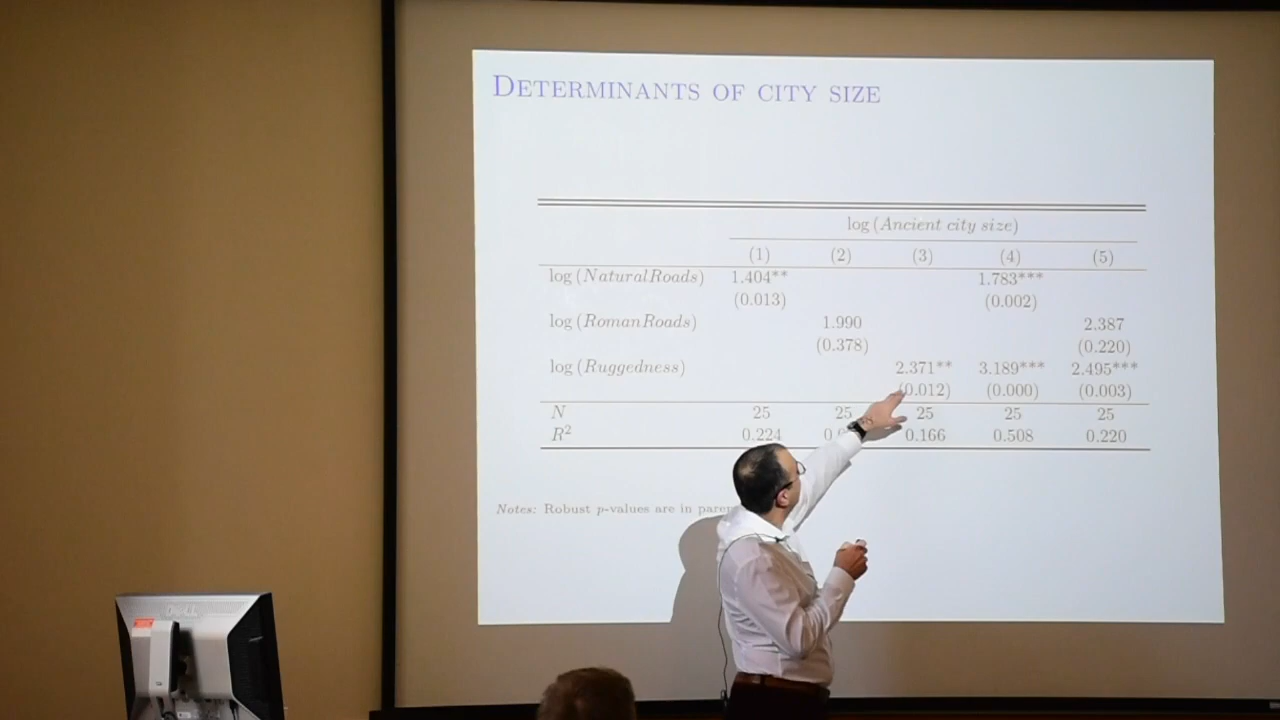 DETERMINANTS OF CITY SIZE
log (Ancient city size)
(1) (2) (3) (4) (5)
log (NaturalRoads) 1.404** 1.783***
(0.013) (0.002)
log (RomanRoads) 1.990 2.387
(0.378) (0.220)
log (Ruggedness) 2.371** 3.189*** 2.495***
(0.012) (0.000) (0.003)
N 25 25 25 25 25
R² 0.224 0.166 0.508 0.220
Notes: Robust p-values are in
DELL